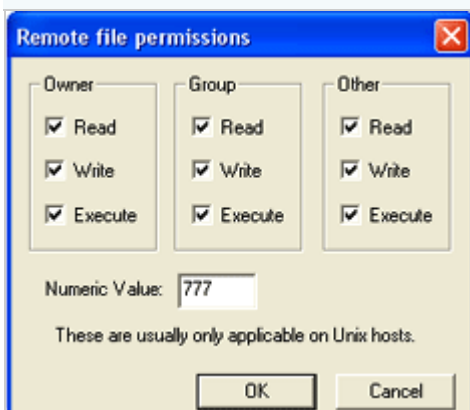 Remote file permissions
Owner
Group
Other
Read
Read
Read
Write
Write
Write
Execute
Execute
Execute
Numeric Value: 777
These are usually only applicable on Unix hosts.
OK
Cancel